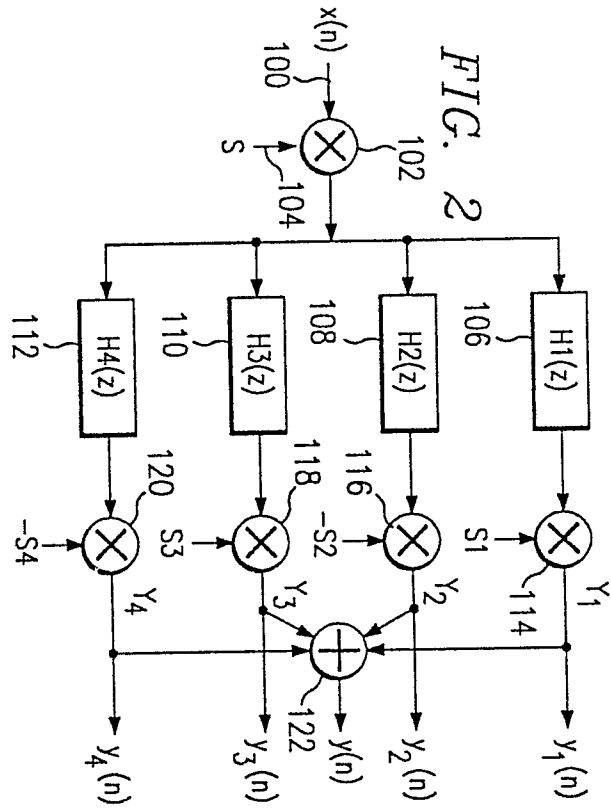 FIG. 2
x(n)
100
102
S
104
H1(z)
106
S1
114
Y1
y1(n)
H2(z)
108
-S2
116
Y2
y2(n)
H3(z)
110
S3
118
Y3
y3(n)
H4(z)
112
-S4
120
Y4
y4(n)
122
y(n)